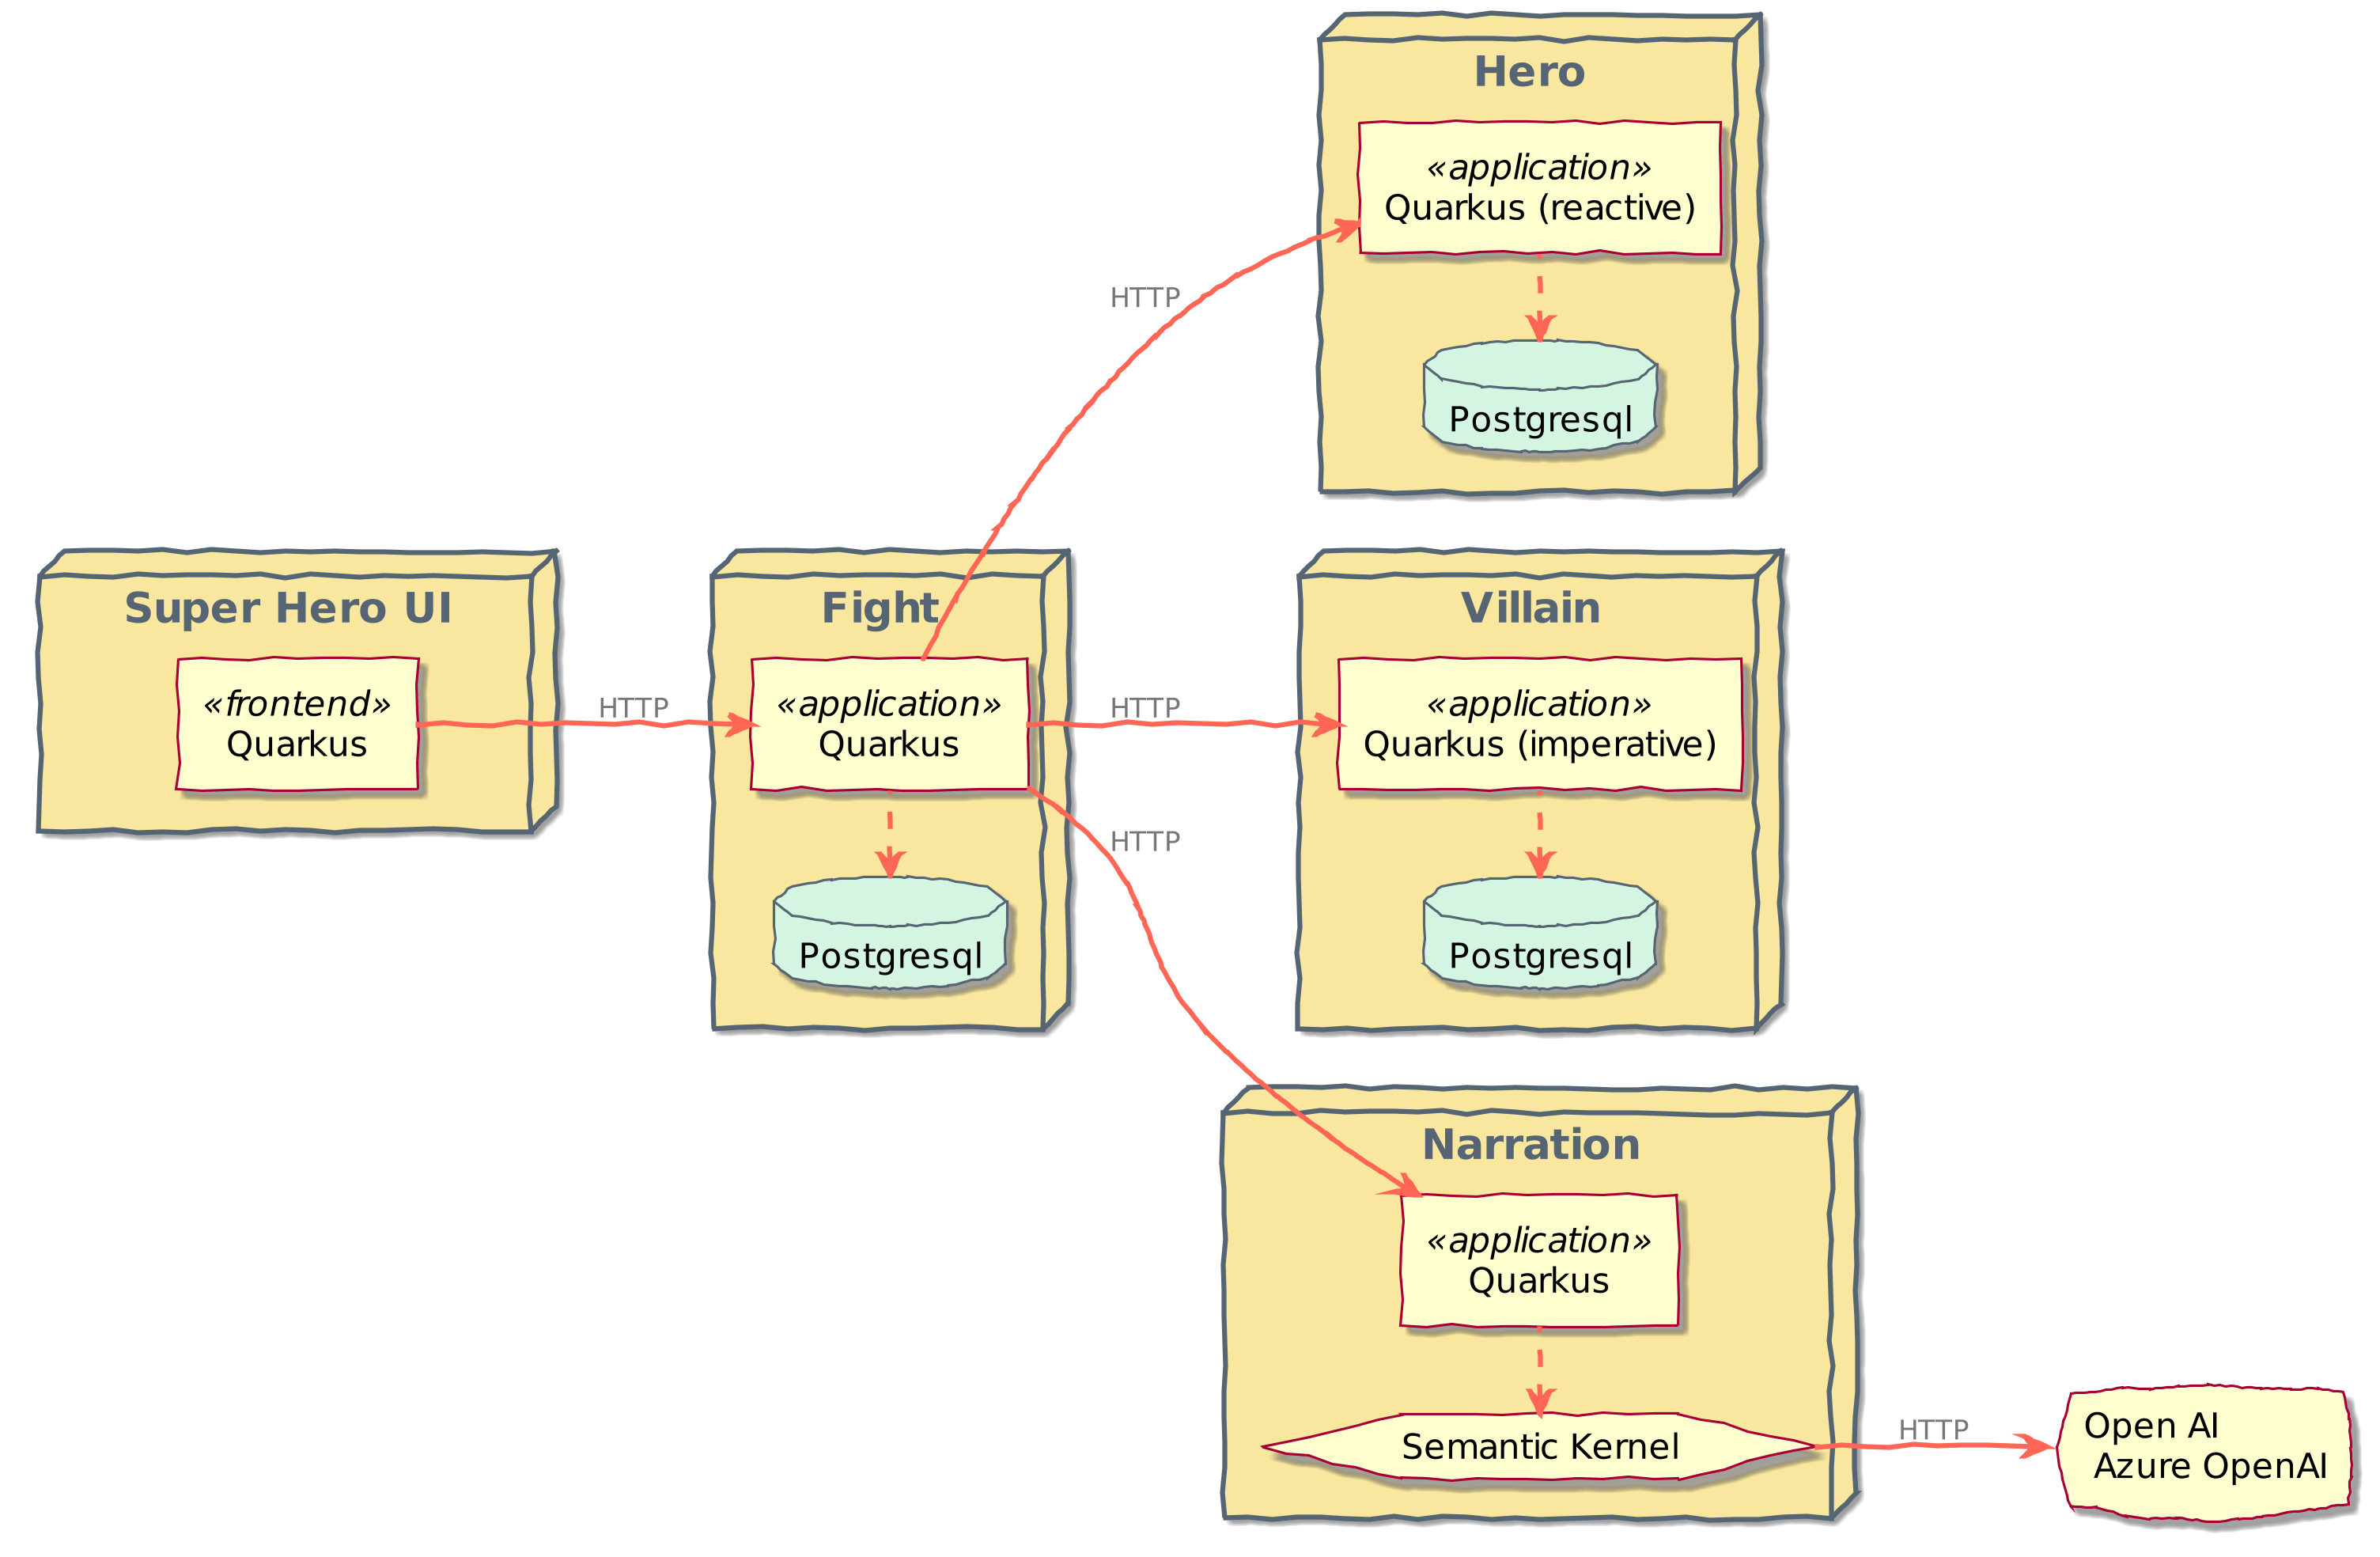 Hero
«application»
Quarkus (reactive)
HTTP
Postgresql
Super Hero UI
«frontend»
Quarkus
HTTP
Fight
«application»
Quarkus
Postgresql
HTTP
HTTP
Villain
«application»
Quarkus (imperative)
Postgresql
Narration
«application»
Quarkus
Semantic Kernel
HTTP
Open AI
Azure OpenAI